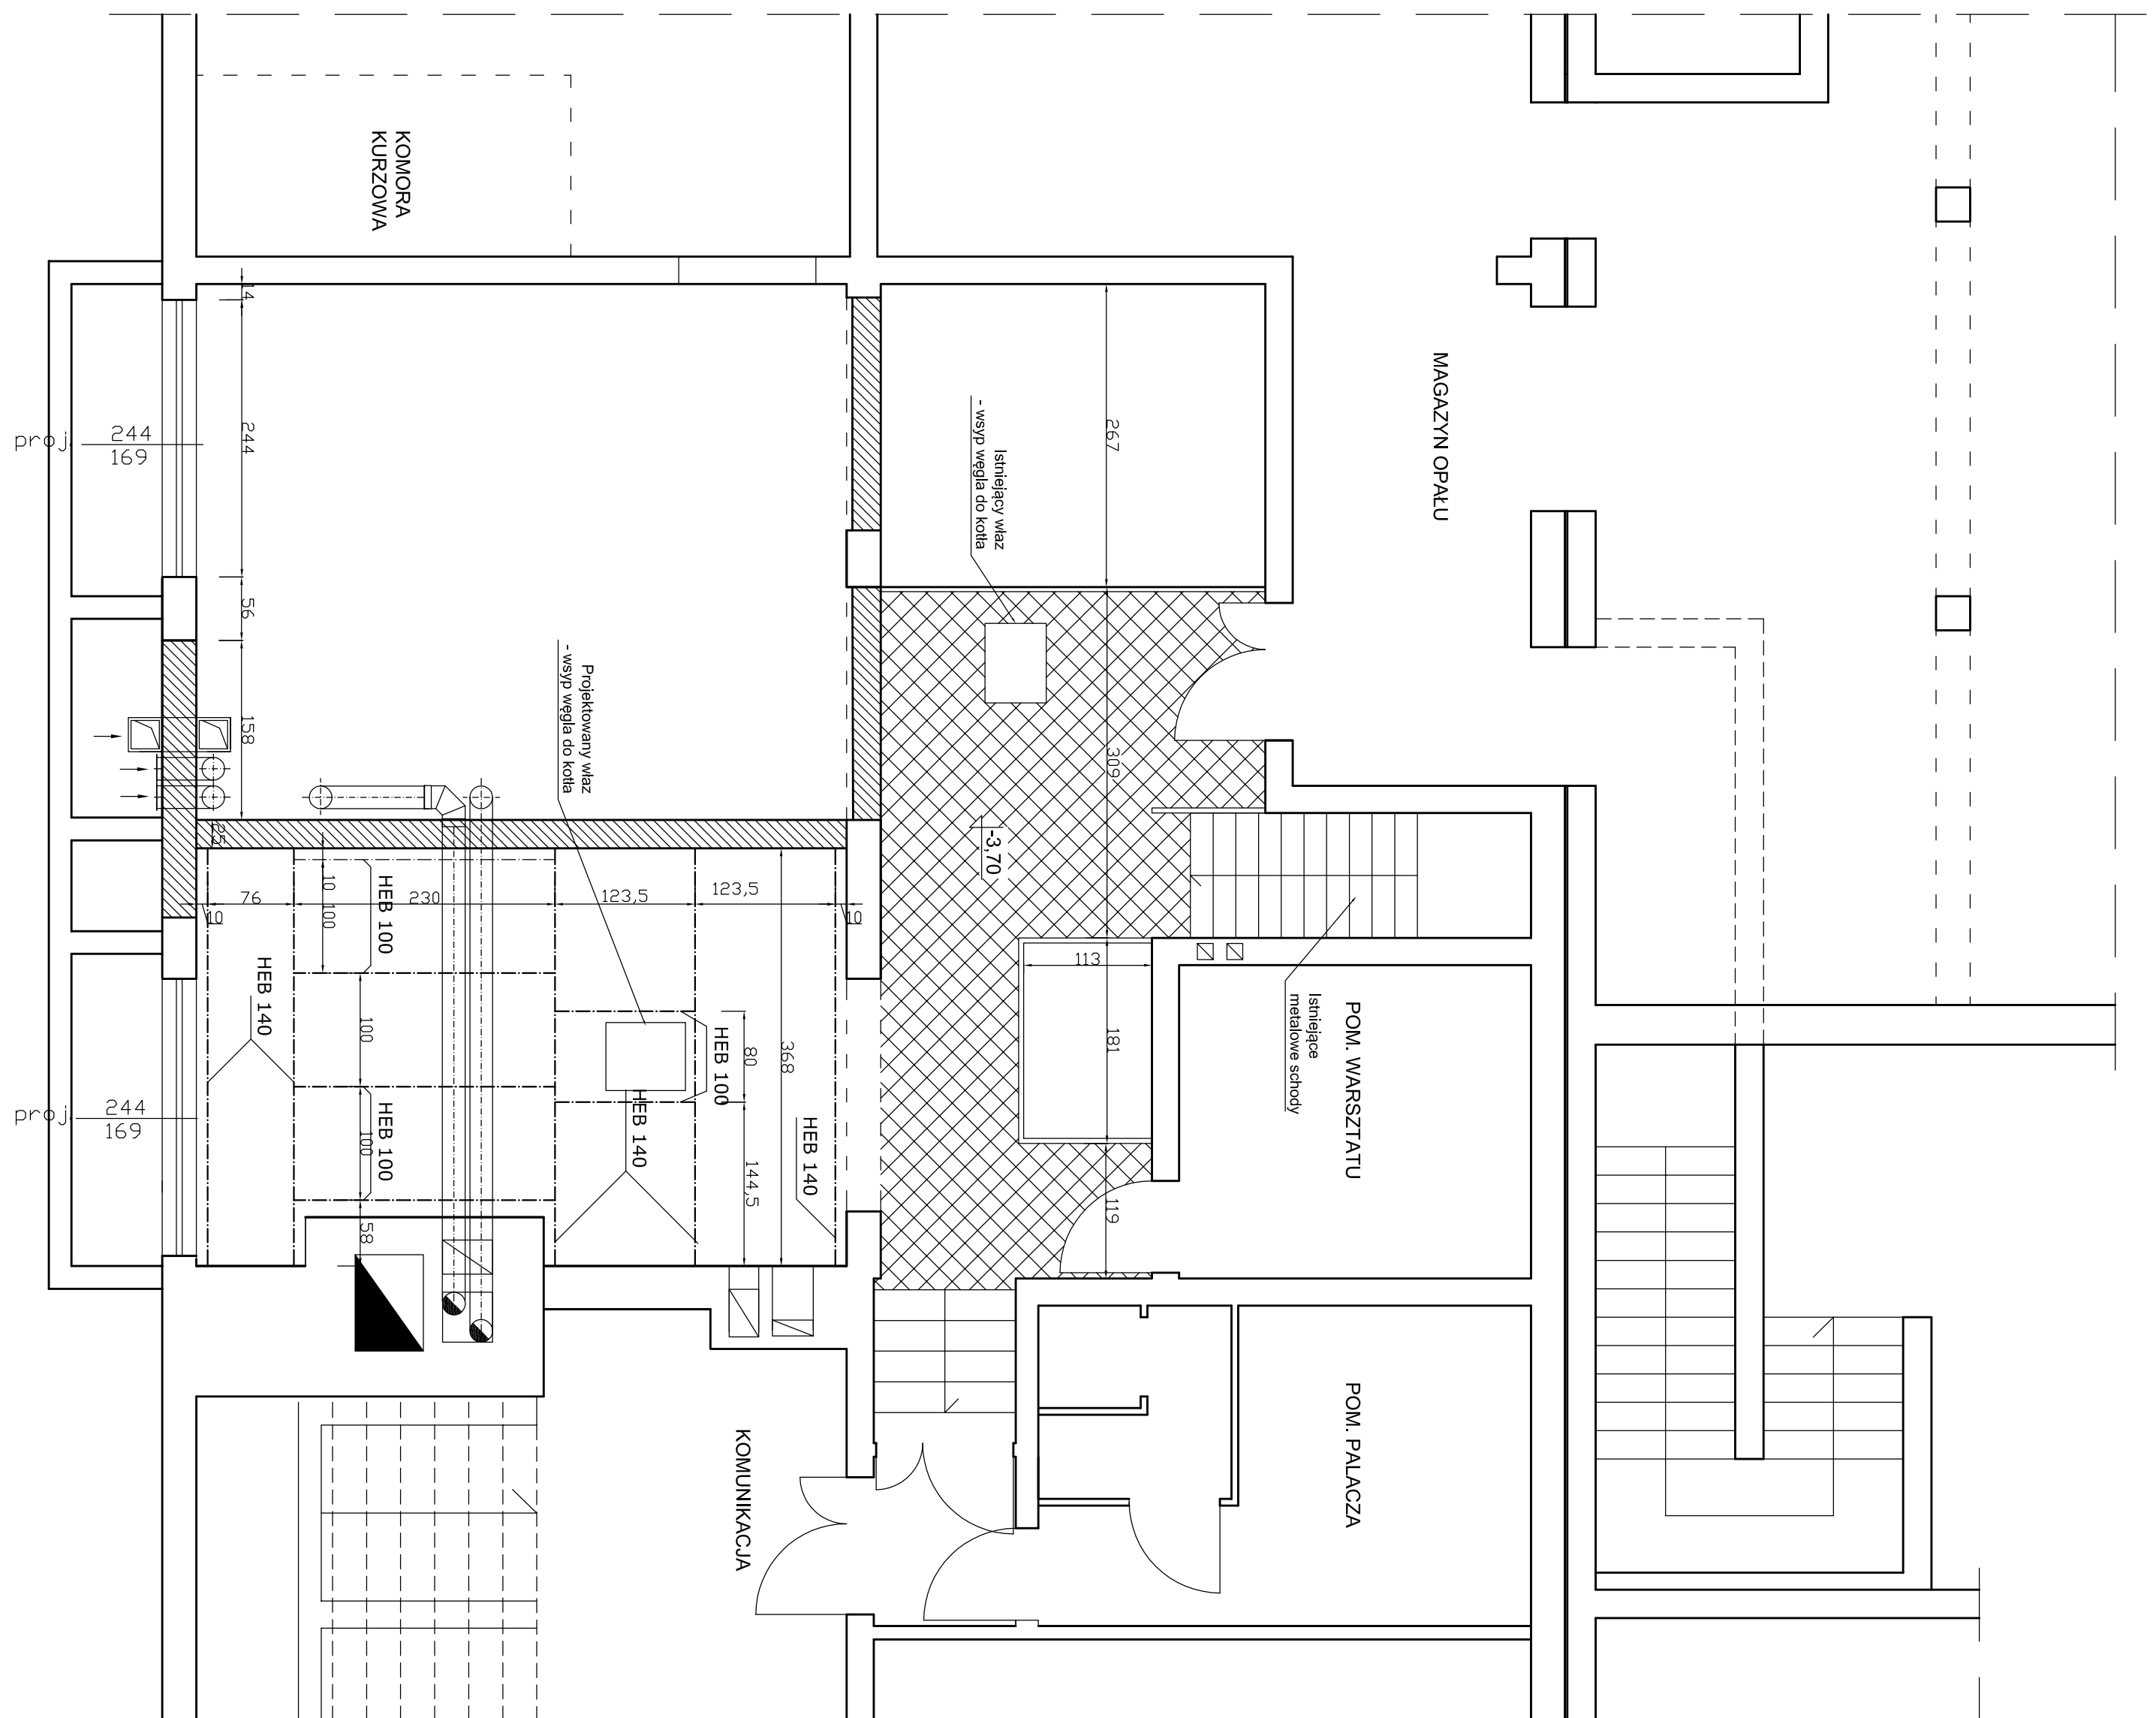 KOMORA
KURZOWA
MAGAZYN OPAŁU
14
244
56
158
25
proj.
244
169
267
309
181
119
113
Istniejący właz
- wsyp węgla do kotła
Projektowany właz
- wsyp węgla do kotła
-3,70
10
76
230
123,5
123,5
10
10
100
100
100
58
HEB 100
HEB 140
HEB 100
HEB 100
HEB 140
HEB 140
80
368
144,5
Istniejące
metalowe schody
POM. WARSZTATU
proj.
244
169
POM. PALACZA
KOMUNIKACJA